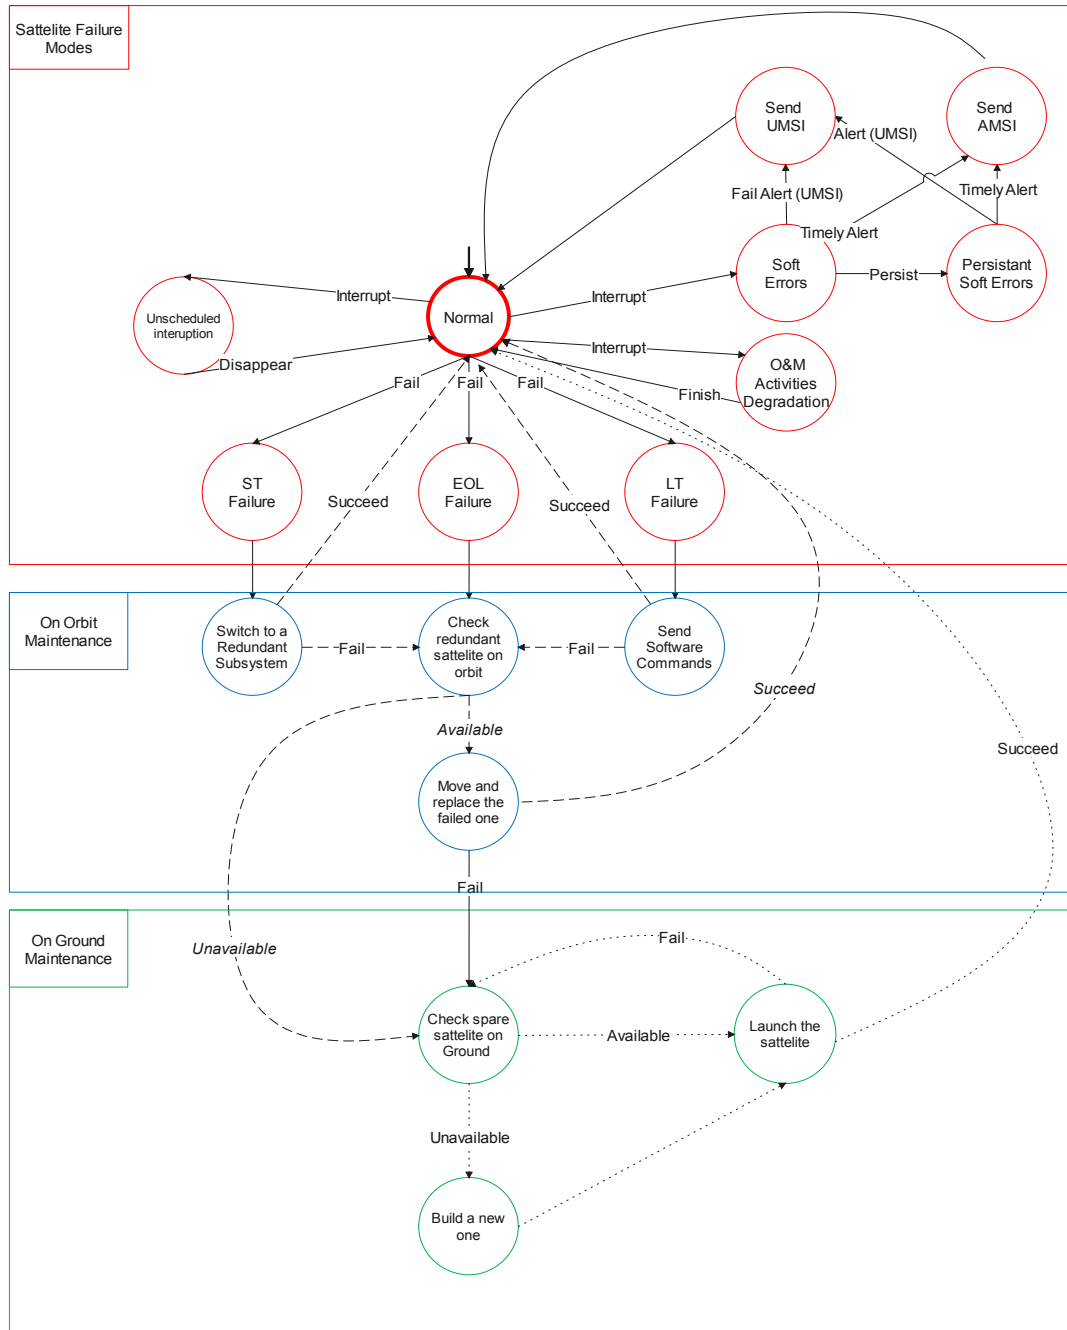 Sattelite Failure
Modes
Send
UMSI
Send
AMSI
Alert (UMSI)
Fail Alert (UMSI)
Timely Alert
Timely Alert
Soft
Errors
Persist
Persistant
Soft Errors
Interrupt
Unscheduled
interuption
Disappear
Normal
Interrupt
Interrupt
O&M
Activities
Degradation
Finish
Fail
Fail
Fail
ST
Failure
EOL
Failure
LT
Failure
Succeed
Succeed
On Orbit
Maintenance
Switch to a
Redundant
Subsystem
Fail
Check
redundant
sattelite on
orbit
Fail
Send
Software
Commands
Succeed
Available
Succeed
Move and
replace the
failed one
Fail
On Ground
Maintenance
Unavailable
Fail
Check spare
sattelite on
Ground
Available
Launch the
sattelite
Unavailable
Build a new
one